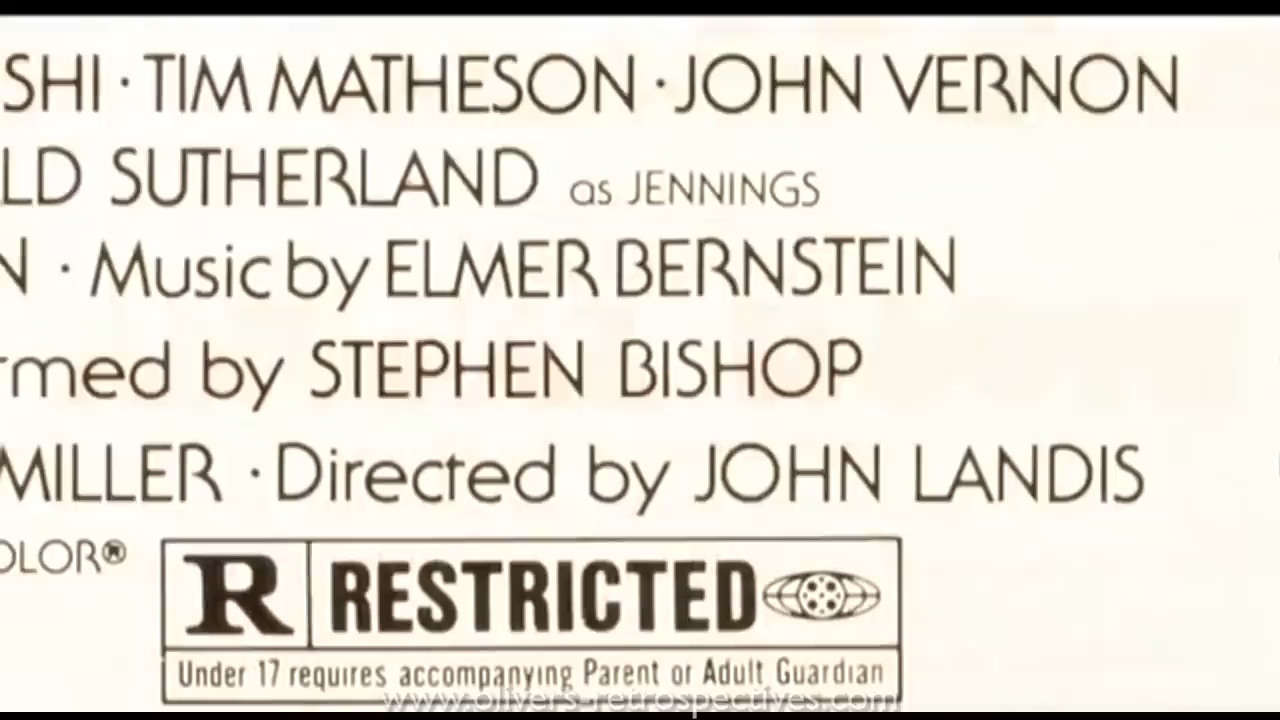 SHI · TIM MATHESON · JOHN VERNON
LD SUTHERLAND as JENNINGS
N · Music by ELMER BERNSTEIN
rmed by STEPHEN BISHOP
MILLER · Directed by JOHN LANDIS
OLOR®
R RESTRICTED
Under 17 requires accompanying Parent or Adult Guardian
www.olivers-retrospectives.com